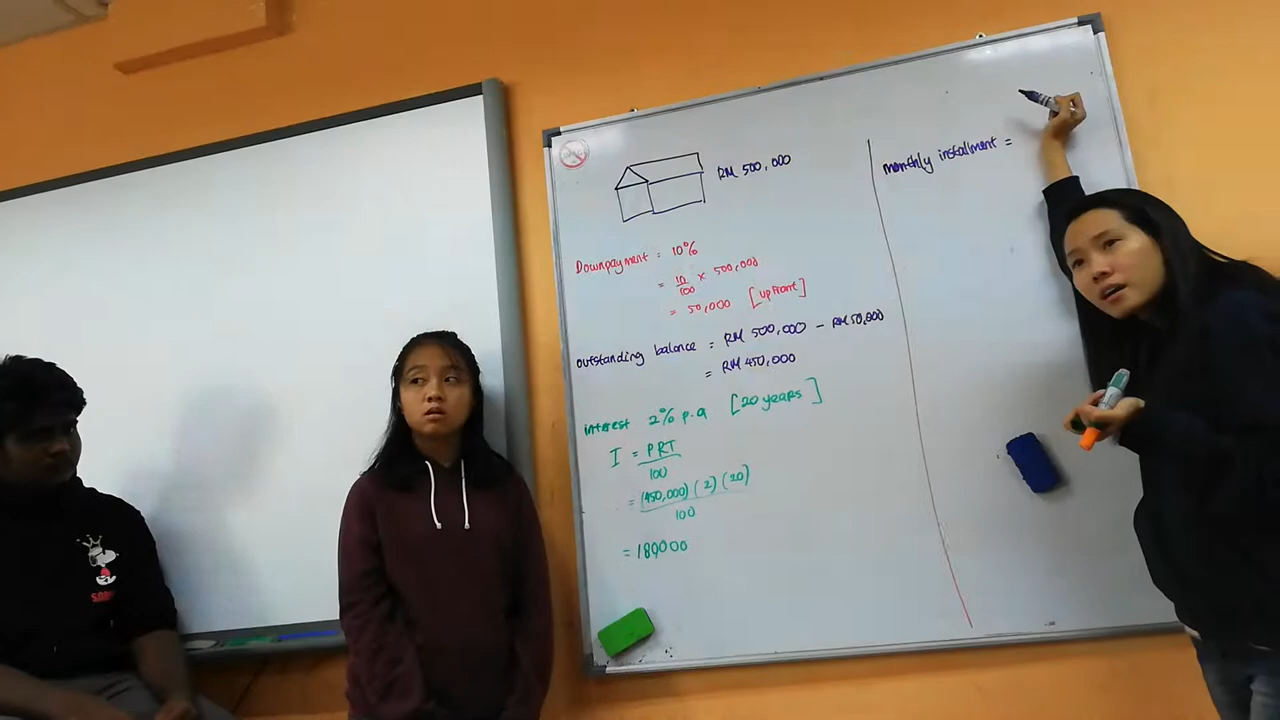 RM 500,000
Downpayment = 10%
= 10/100 × 500,000
= 50,000 [upfront]
outstanding balance = RM 500,000 - RM 50,000
= RM 450,000
interest 2% p.a [20 years]
I = PRT/100
= (450,000)(2)(20)/100
= 180000
monthly installment =